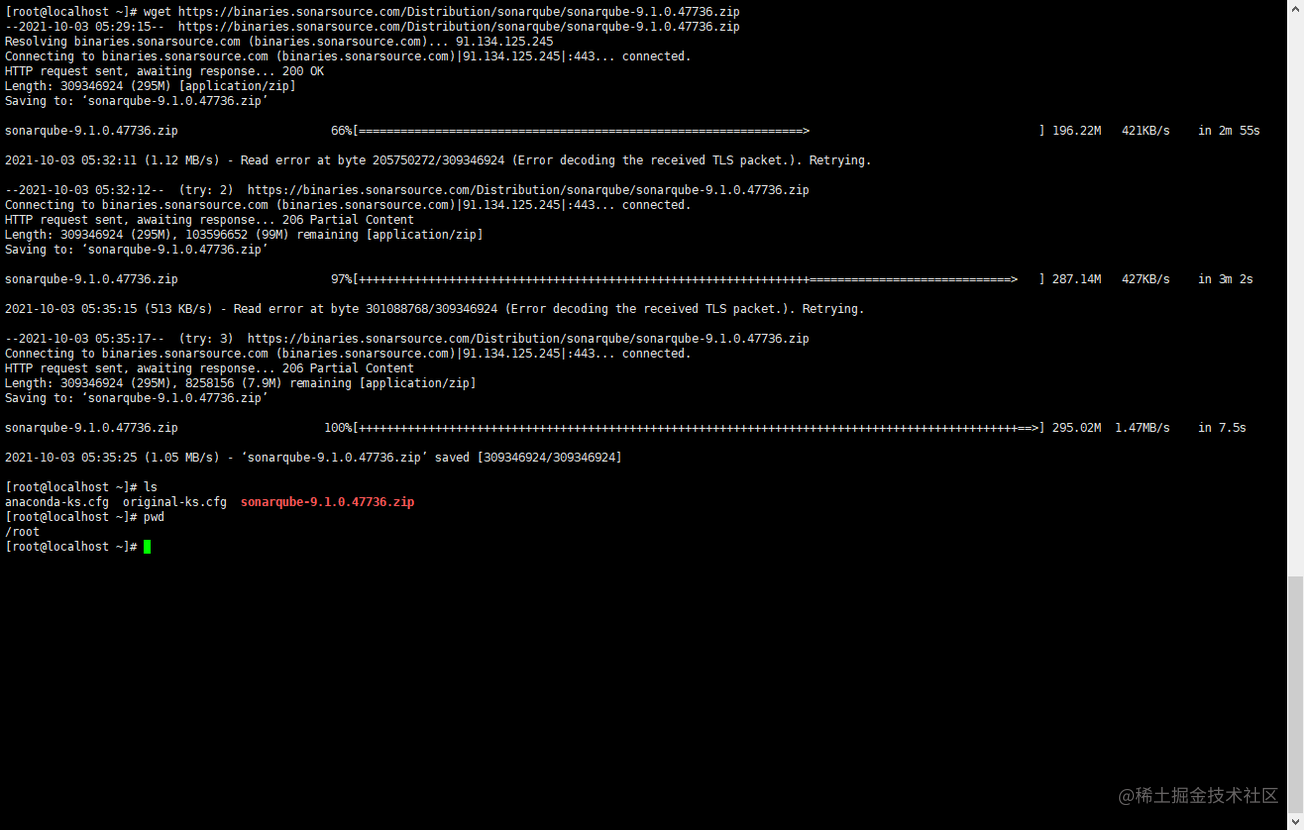 [root@localhost ~]# wget https://binaries.sonarsource.com/Distribution/sonarqube/sonarqube-9.1.0.47736.zip
--2021-10-03 05:29:15--  https://binaries.sonarsource.com/Distribution/sonarqube/sonarqube-9.1.0.47736.zip
Resolving binaries.sonarsource.com (binaries.sonarsource.com)... 91.134.125.245
Connecting to binaries.sonarsource.com (binaries.sonarsource.com)|91.134.125.245|:443... connected.
HTTP request sent, awaiting response... 200 OK
Length: 309346924 (295M) [application/zip]
Saving to: ‘sonarqube-9.1.0.47736.zip’
sonarqube-9.1.0.47736.zip                      66%[================================================================>                                 ] 196.22M   421KB/s    in 2m 55s
2021-10-03 05:32:11 (1.12 MB/s) - Read error at byte 205750272/309346924 (Error decoding the received TLS packet.). Retrying.
--2021-10-03 05:32:12--  (try: 2)  https://binaries.sonarsource.com/Distribution/sonarqube/sonarqube-9.1.0.47736.zip
Connecting to binaries.sonarsource.com (binaries.sonarsource.com)|91.134.125.245|:443... connected.
HTTP request sent, awaiting response... 206 Partial Content
Length: 309346924 (295M), 103596652 (99M) remaining [application/zip]
Saving to: ‘sonarqube-9.1.0.47736.zip’
sonarqube-9.1.0.47736.zip                      97%[+++++++++++++++++++++++++++++++++++++++++++++++++++++++++++++++++=============================>   ] 287.14M   427KB/s    in 3m 2s
2021-10-03 05:35:15 (513 KB/s) - Read error at byte 301088768/309346924 (Error decoding the received TLS packet.). Retrying.
--2021-10-03 05:35:17--  (try: 3)  https://binaries.sonarsource.com/Distribution/sonarqube/sonarqube-9.1.0.47736.zip
Connecting to binaries.sonarsource.com (binaries.sonarsource.com)|91.134.125.245|:443... connected.
HTTP request sent, awaiting response... 206 Partial Content
Length: 309346924 (295M), 8258156 (7.9M) remaining [application/zip]
Saving to: ‘sonarqube-9.1.0.47736.zip’
sonarqube-9.1.0.47736.zip                     100%[+++++++++++++++++++++++++++++++++++++++++++++++++++++++++++++++++++++++++++++++++++++++++++++++==>] 295.02M  1.47MB/s    in 7.5s
2021-10-03 05:35:25 (1.05 MB/s) - ‘sonarqube-9.1.0.47736.zip’ saved [309346924/309346924]
[root@localhost ~]# ls
anaconda-ks.cfg  original-ks.cfg  sonarqube-9.1.0.47736.zip
[root@localhost ~]# pwd
/root
[root@localhost ~]#
@稀土掘金技术社区